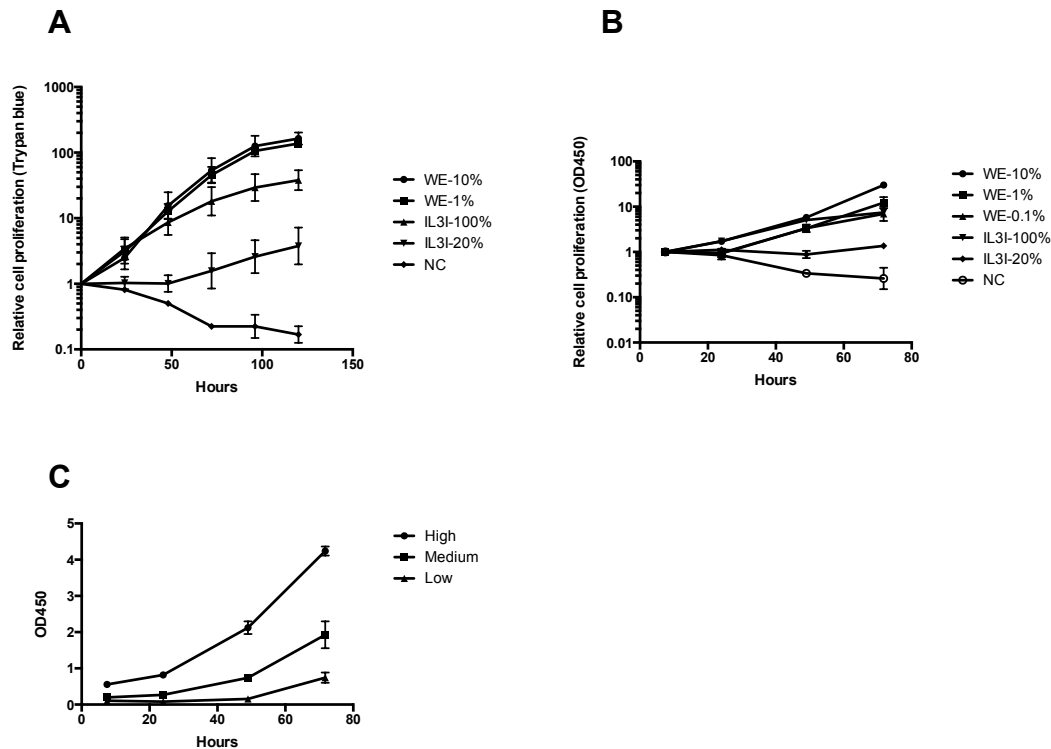 A
Relative cell proliferation (Trypan blue)
1000
100
10
1
0.1
0
50
100
150
Hours
WE-10%
WE-1%
IL3I-100%
IL3I-20%
NC
B
Relative cell proliferation (OD450)
100
10
1
0.10
0.01
0
20
40
60
80
Hours
WE-10%
WE-1%
WE-0.1%
IL3I-100%
IL3I-20%
NC
C
OD450
5
4
3
2
1
0
0
20
40
60
80
Hours
High
Medium
Low